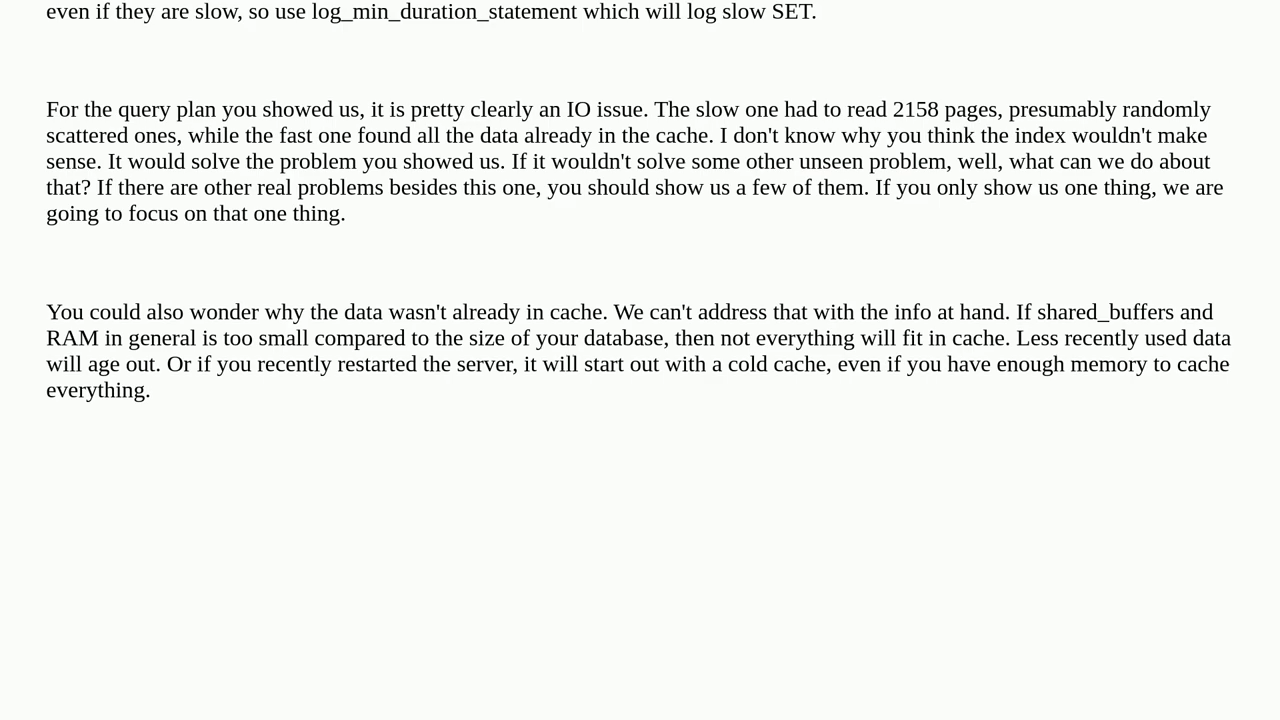 even if they are slow, so use log_min_duration_statement which will log slow SET.
For the query plan you showed us, it is pretty clearly an IO issue. The slow one had to read 2158 pages, presumably randomly
scattered ones, while the fast one found all the data already in the cache. I don't know why you think the index wouldn't make
sense. It would solve the problem you showed us. If it wouldn't solve some other unseen problem, well, what can we do about
that? If there are other real problems besides this one, you should show us a few of them. If you only show us one thing, we are
going to focus on that one thing.
You could also wonder why the data wasn't already in cache. We can't address that with the info at hand. If shared_buffers and
RAM in general is too small compared to the size of your database, then not everything will fit in cache. Less recently used data
will age out. Or if you recently restarted the server, it will start out with a cold cache, even if you have enough memory to cache
everything.